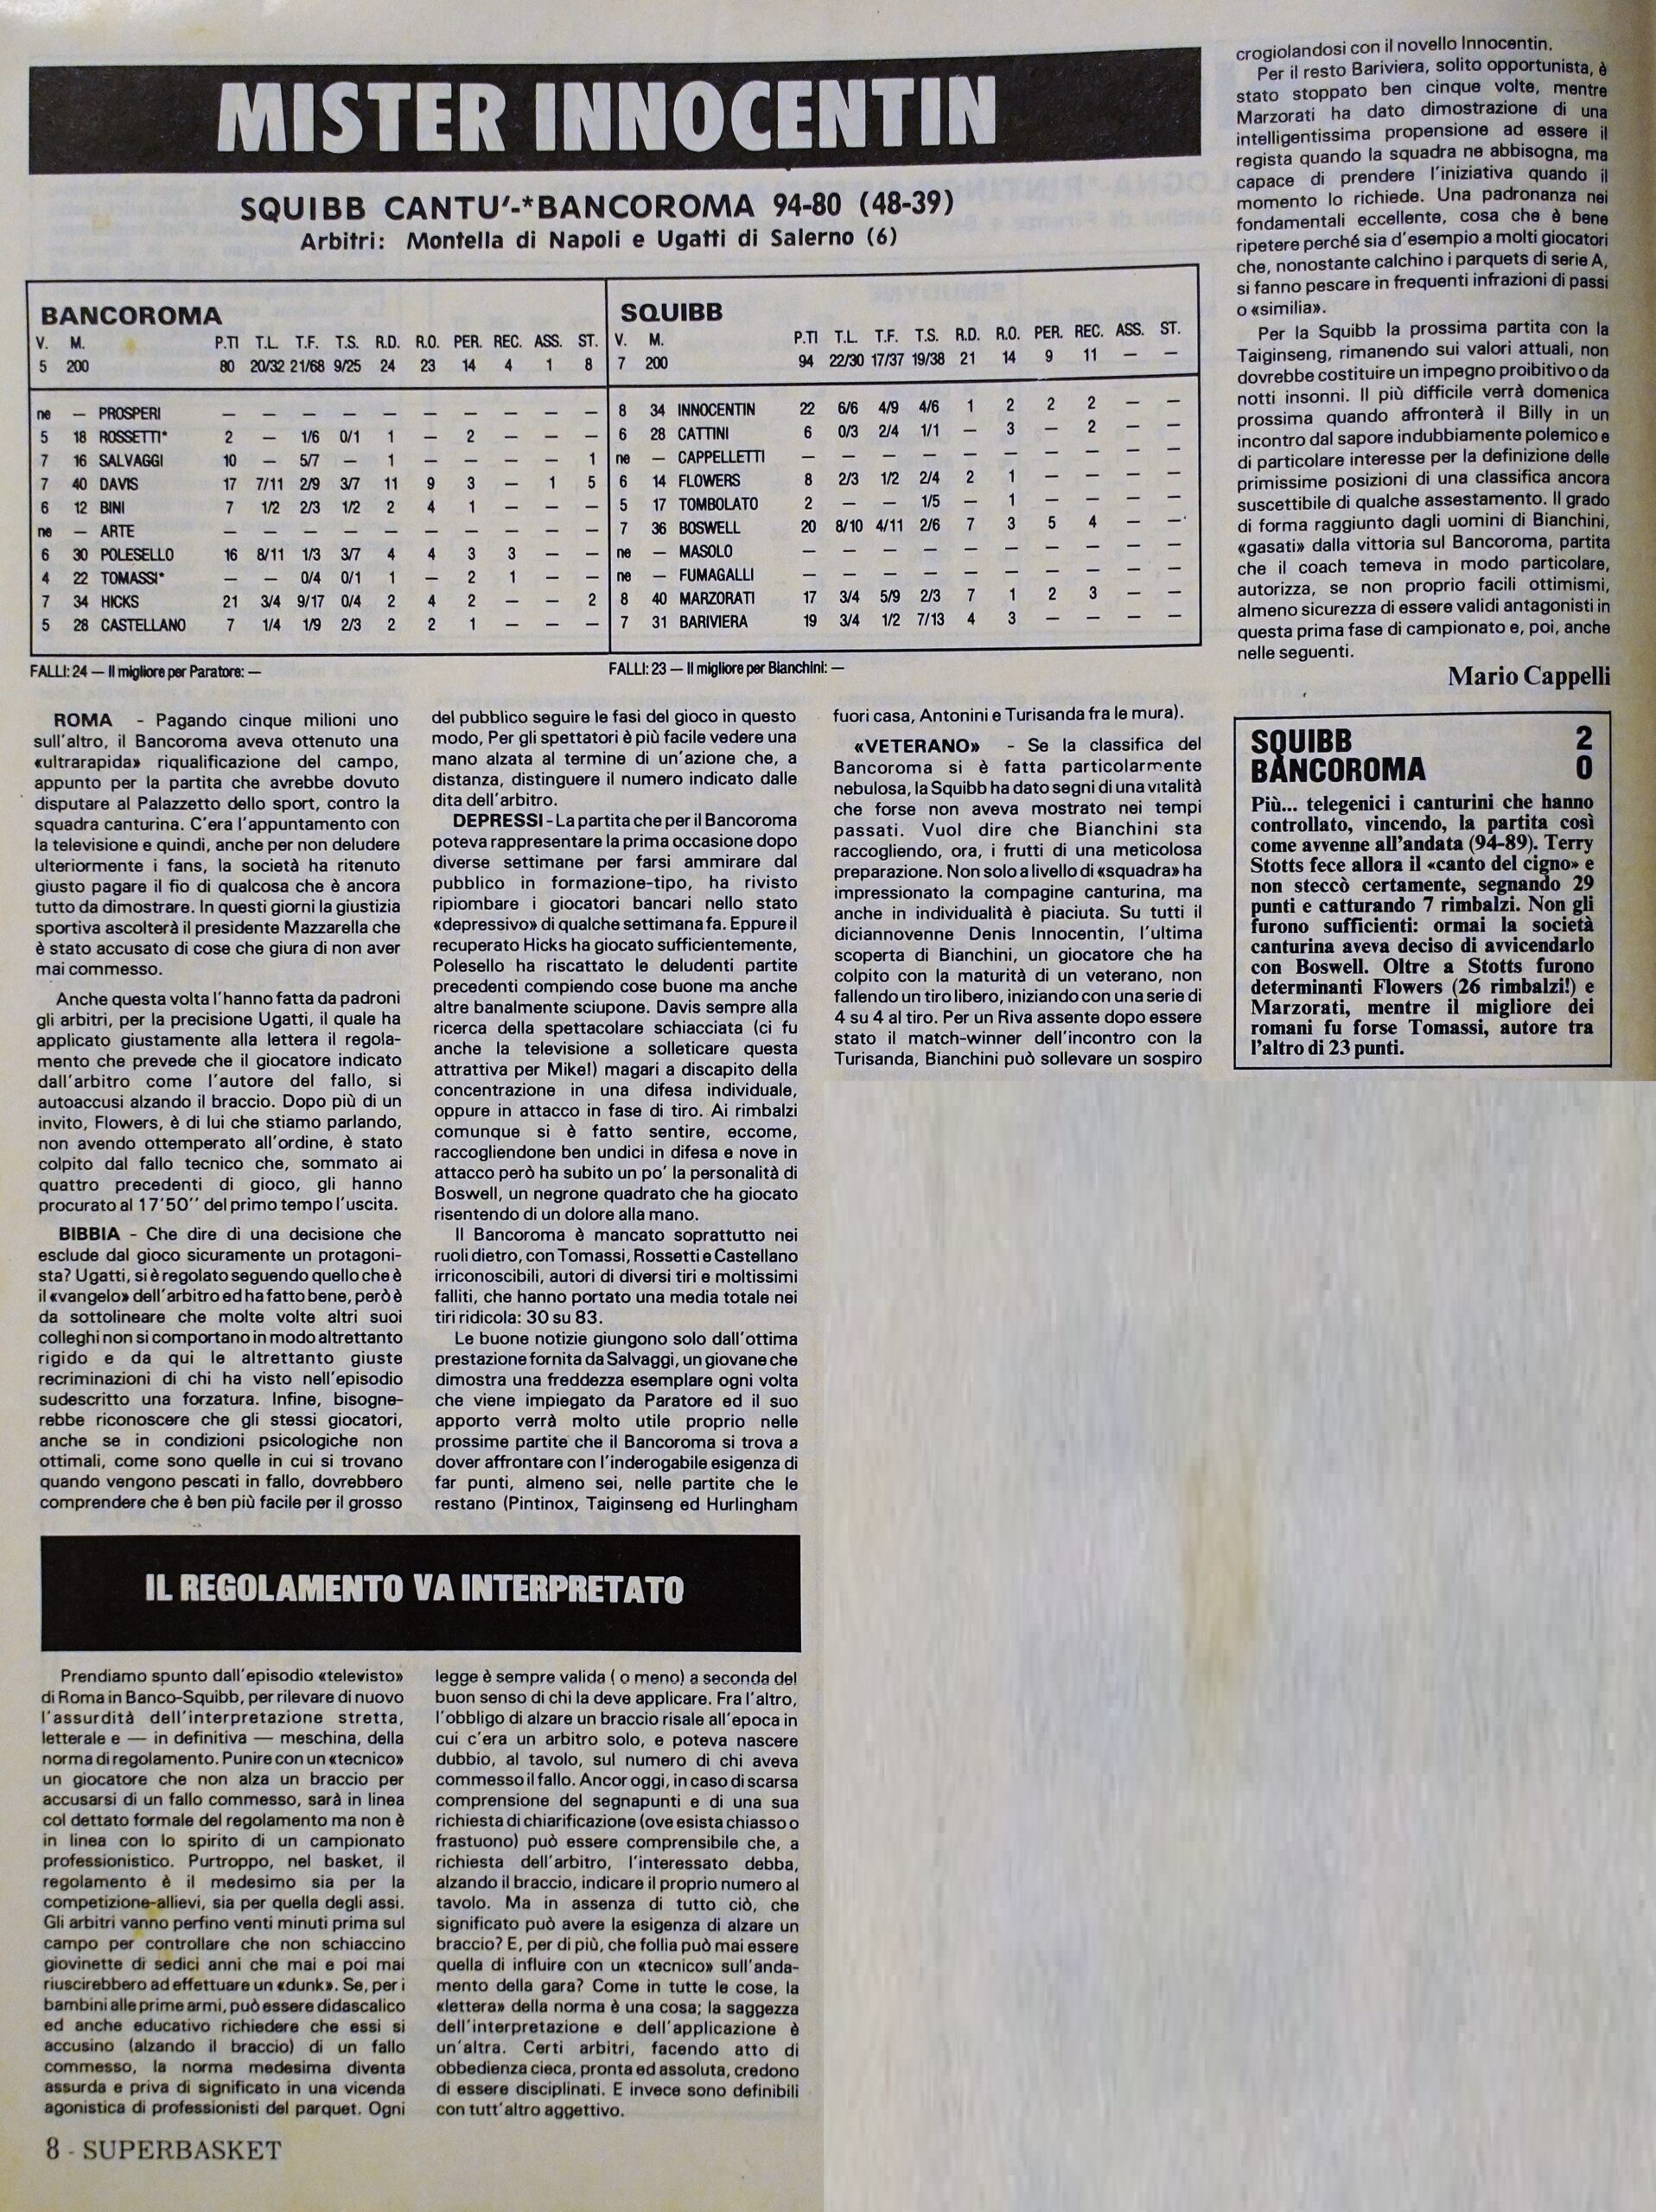 MISTER INNOCENTIN
SQUIBB CANTU'-*BANCOROMA 94-80 (48-39)
Arbitri: Montella di Napoli e Ugatti di Salerno (6)
BANCOROMA
V. M. P.TI T.L. T.F. T.S. R.D. R.O. PER. REC. ASS. ST.
5 200 80 20/32 21/68 9/25 24 23 14 4 1 8
ne — PROSPERI — — — — — — — — — —
5 18 ROSSETTI* 2 — 1/6 0/1 1 — 2 — — —
7 16 SALVAGGI 10 — 5/7 — 1 — — — — 1
7 40 DAVIS 17 7/11 2/9 3/7 11 9 3 — 1 5
6 12 BINI 7 1/2 2/3 1/2 2 4 1 — — —
ne — ARTE — — — — — — — — — —
6 30 POLESELLO 16 8/11 1/3 3/7 4 4 3 3 — —
4 22 TOMASSI* — — 0/4 0/1 1 — 2 1 — —
7 34 HICKS 21 3/4 9/17 0/4 2 4 2 — — 2
5 28 CASTELLANO 7 1/4 1/9 2/3 2 2 1 — — —
FALLI: 24 — Il migliore per Paratore: —
SQUIBB
V. M. P.TI T.L. T.F. T.S. R.D. R.O. PER. REC. ASS. ST.
7 200 94 22/30 17/37 19/38 21 14 9 11 — —
8 34 INNOCENTIN 22 6/6 4/9 4/6 1 2 2 2 — —
6 28 CATTINI 6 0/3 2/4 1/1 — 3 — 2 — —
ne — CAPPELLETTI — — — — — — — — — —
6 14 FLOWERS 8 2/3 1/2 2/4 2 1 — — — —
5 17 TOMBOLATO 2 — — 1/5 — 1 — — — —
7 36 BOSWELL 20 8/10 4/11 2/6 7 3 5 4 — —
ne — MASOLO — — — — — — — — — —
ne — FUMAGALLI — — — — — — — — — —
8 40 MARZORATI 17 3/4 5/9 2/3 7 1 2 3 — —
7 31 BARIVIERA 19 3/4 1/2 7/13 4 3 — — — —
FALLI: 23 — Il migliore per Bianchini: —
ROMA - Pagando cinque milioni uno
sull'altro, il Bancoroma aveva ottenuto una
«ultrarapida» riqualificazione del campo,
appunto per la partita che avrebbe dovuto
disputare al Palazzetto dello sport, contro la
squadra canturina. C'era l'appuntamento con
la televisione e quindi, anche per non deludere
ulteriormente i fans, la società ha ritenuto
giusto pagare il fio di qualcosa che è ancora
tutto da dimostrare. In questi giorni la giustizia
sportiva ascolterà il presidente Mazzarella che
è stato accusato di cose che giura di non aver
mai commesso.
Anche questa volta l'hanno fatta da padroni
gli arbitri, per la precisione Ugatti, il quale ha
applicato giustamente alla lettera il regola-
mento che prevede che il giocatore indicato
dall'arbitro come l'autore del fallo, si
autoaccusi alzando il braccio. Dopo più di un
invito, Flowers, è di lui che stiamo parlando,
non avendo ottemperato all'ordine, è stato
colpito dal fallo tecnico che, sommato ai
quattro precedenti di gioco, gli hanno
procurato al 17'50'' del primo tempo l'uscita.
BIBBIA - Che dire di una decisione che
esclude dal gioco sicuramente un protagoni-
sta? Ugatti, si è regolato seguendo quello che è
il «vangelo» dell'arbitro ed ha fatto bene, però è
da sottolineare che molte volte altri suoi
colleghi non si comportano in modo altrettanto
rigido e da qui le altrettanto giuste
recriminazioni di chi ha visto nell'episodio
sudescritto una forzatura. Infine, bisogne-
rebbe riconoscere che gli stessi giocatori,
anche se in condizioni psicologiche non
ottimali, come sono quelle in cui si trovano
quando vengono pescati in fallo, dovrebbero
comprendere che è ben più facile per il grosso
del pubblico seguire le fasi del gioco in questo
modo, Per gli spettatori è più facile vedere una
mano alzata al termine di un'azione che, a
distanza, distinguere il numero indicato dalle
dita dell'arbitro.
DEPRESSI - La partita che per il Bancoroma
poteva rappresentare la prima occasione dopo
diverse settimane per farsi ammirare dal
pubblico in formazione-tipo, ha rivisto
ripiombare i giocatori bancari nello stato
«depressivo» di qualche settimana fa. Eppure il
recuperato Hicks ha giocato sufficientemente,
Polesello ha riscattato le deludenti partite
precedenti compiendo cose buone ma anche
altre banalmente sciupone. Davis sempre alla
ricerca della spettacolare schiacciata (ci fu
anche la televisione a solleticare questa
attrattiva per Mike!) magari a discapito della
concentrazione in una difesa individuale,
oppure in attacco in fase di tiro. Ai rimbalzi
comunque si è fatto sentire, eccome,
raccogliendone ben undici in difesa e nove in
attacco però ha subito un po' la personalità di
Boswell, un negrone quadrato che ha giocato
risentendo di un dolore alla mano.
Il Bancoroma è mancato soprattutto nei
ruoli dietro, con Tomassi, Rossetti e Castellano
irriconoscibili, autori di diversi tiri e moltissimi
falliti, che hanno portato una media totale nei
tiri ridicola: 30 su 83.
Le buone notizie giungono solo dall'ottima
prestazione fornita da Salvaggi, un giovane che
dimostra una freddezza esemplare ogni volta
che viene impiegato da Paratore ed il suo
apporto verrà molto utile proprio nelle
prossime partite che il Bancoroma si trova a
dover affrontare con l'inderogabile esigenza di
far punti, almeno sei, nelle partite che le
restano (Pintinox, Taiginseng ed Hurlingham
fuori casa, Antonini e Turisanda fra le mura).
«VETERANO» - Se la classifica del
Bancoroma si è fatta particolarmente
nebulosa, la Squibb ha dato segni di una vitalità
che forse non aveva mostrato nei tempi
passati. Vuol dire che Bianchini sta
raccogliendo, ora, i frutti di una meticolosa
preparazione. Non solo a livello di «squadra» ha
impressionato la compagine canturina, ma
anche in individualità è piaciuta. Su tutti il
diciannovenne Denis Innocentin, l'ultima
scoperta di Bianchini, un giocatore che ha
colpito con la maturità di un veterano, non
fallendo un tiro libero, iniziando con una serie di
4 su 4 al tiro. Per un Riva assente dopo essere
stato il match-winner dell'incontro con la
Turisanda, Bianchini può sollevare un sospiro
crogiolandosi con il novello Innocentin.
Per il resto Bariviera, solito opportunista, è
stato stoppato ben cinque volte, mentre
Marzorati ha dato dimostrazione di una
intelligentissima propensione ad essere il
regista quando la squadra ne abbisogna, ma
capace di prendere l'iniziativa quando il
momento lo richiede. Una padronanza nei
fondamentali eccellente, cosa che è bene
ripetere perché sia d'esempio a molti giocatori
che, nonostante calchino i parquets di serie A,
si fanno pescare in frequenti infrazioni di passi
o «similia».
Per la Squibb la prossima partita con la
Taiginseng, rimanendo sui valori attuali, non
dovrebbe costituire un impegno proibitivo o da
notti insonni. Il più difficile verrà domenica
prossima quando affronterà il Billy in un
incontro dal sapore indubbiamente polemico e
di particolare interesse per la definizione delle
primissime posizioni di una classifica ancora
suscettibile di qualche assestamento. Il grado
di forma raggiunto dagli uomini di Bianchini,
«gasati» dalla vittoria sul Bancoroma, partita
che il coach temeva in modo particolare,
autorizza, se non proprio facili ottimismi,
almeno sicurezza di essere validi antagonisti in
questa prima fase di campionato e, poi, anche
nelle seguenti.
Mario Cappelli
SQUIBB 2
BANCOROMA 0
Più... telegenici i canturini che hanno
controllato, vincendo, la partita così
come avvenne all'andata (94-89). Terry
Stotts fece allora il «canto del cigno» e
non steccò certamente, segnando 29
punti e catturando 7 rimbalzi. Non gli
furono sufficienti: ormai la società
canturina aveva deciso di avvicendarlo
con Boswell. Oltre a Stotts furono
determinanti Flowers (26 rimbalzi!) e
Marzorati, mentre il migliore dei
romani fu forse Tomassi, autore tra
l'altro di 23 punti.
IL REGOLAMENTO VA INTERPRETATO
Prendiamo spunto dall'episodio «televisto»
di Roma in Banco-Squibb, per rilevare di nuovo
l'assurdità dell'interpretazione stretta,
letterale e — in definitiva — meschina, della
norma di regolamento. Punire con un «tecnico»
un giocatore che non alza un braccio per
accusarsi di un fallo commesso, sarà in linea
col dettato formale del regolamento ma non è
in linea con lo spirito di un campionato
professionistico. Purtroppo, nel basket, il
regolamento è il medesimo sia per la
competizione-allievi, sia per quella degli assi.
Gli arbitri vanno perfino venti minuti prima sul
campo per controllare che non schiaccino
giovinette di sedici anni che mai e poi mai
riuscirebbero ad effettuare un «dunk». Se, per i
bambini alle prime armi, può essere didascalico
ed anche educativo richiedere che essi si
accusino (alzando il braccio) di un fallo
commesso, la norma medesima diventa
assurda e priva di significato in una vicenda
agonistica di professionisti del parquet. Ogni
legge è sempre valida ( o meno) a seconda del
buon senso di chi la deve applicare. Fra l'altro,
l'obbligo di alzare un braccio risale all'epoca in
cui c'era un arbitro solo, e poteva nascere
dubbio, al tavolo, sul numero di chi aveva
commesso il fallo. Ancor oggi, in caso di scarsa
comprensione del segnapunti e di una sua
richiesta di chiarificazione (ove esista chiasso o
frastuono) può essere comprensibile che, a
richiesta dell'arbitro, l'interessato debba,
alzando il braccio, indicare il proprio numero al
tavolo. Ma in assenza di tutto ciò, che
significato può avere la esigenza di alzare un
braccio? E, per di più, che follia può mai essere
quella di influire con un «tecnico» sull'anda-
mento della gara? Come in tutte le cose, la
«lettera» della norma è una cosa; la saggezza
dell'interpretazione e dell'applicazione è
un'altra. Certi arbitri, facendo atto di
obbedienza cieca, pronta ed assoluta, credono
di essere disciplinati. E invece sono definibili
con tutt'altro aggettivo.
8 - SUPERBASKET